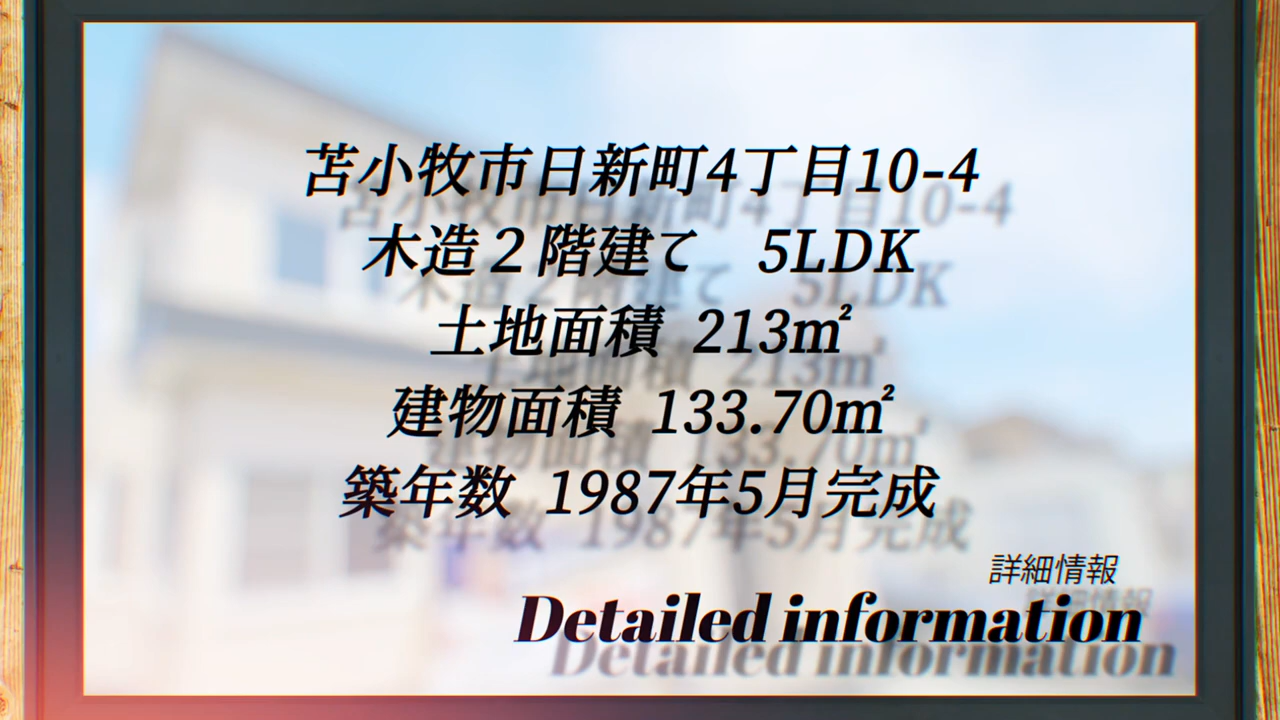 苫小牧市日新町4丁目10-4
木造２階建て　5LDK
土地面積 213㎡
建物面積 133.70㎡
築年数 1987年5月完成
詳細情報
Detailed information